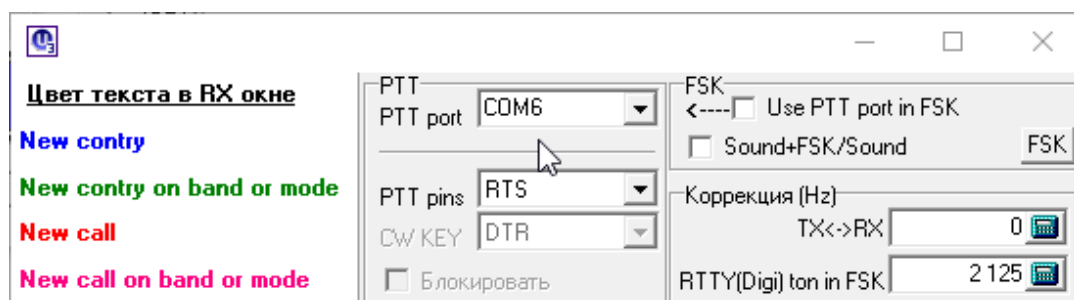 Цвет текста в RX окне
New contry
New contry on band or mode
New call
New call on band or mode
PTT
PTT port COM6
PTT pins RTS
CW KEY DTR
Блокировать
FSK
<----
Use PTT port in FSK
Sound+FSK/Sound
FSK
Коррекция (Hz)
TX<->RX 0
RTTY(Digi) ton in FSK 2 125